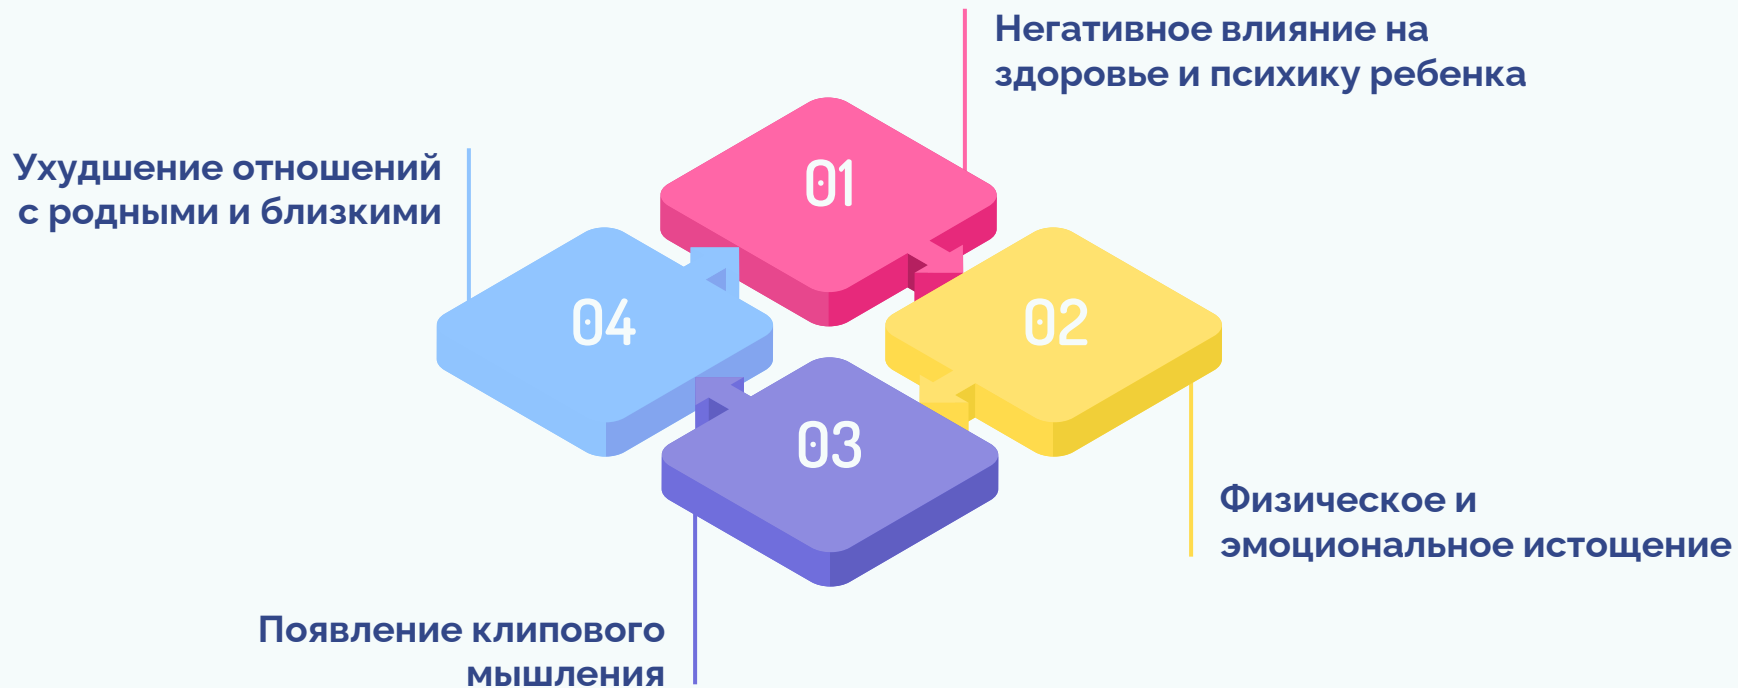 01
Негативное влияние на
здоровье и психику ребенка
02
Физическое и
эмоциональное истощение
03
Появление клипового
мышления
04
Ухудшение отношений
с родными и близкими